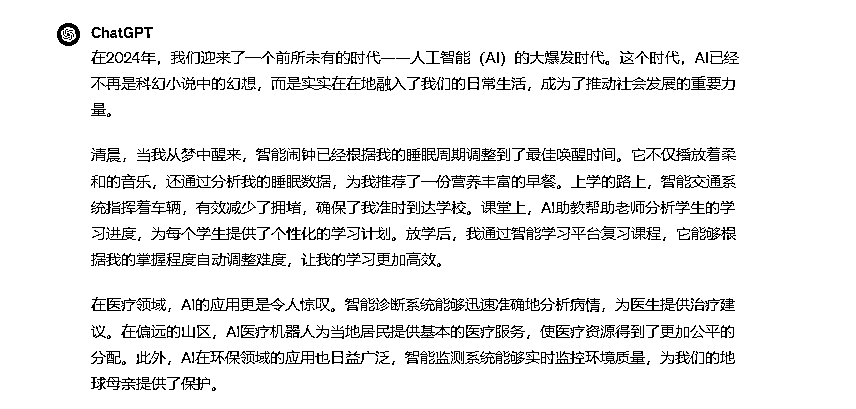 ChatGPT
在2024年，我们迎来了一个前所未有的时代——人工智能（AI）的大爆发时代。这个时代，AI已经
不再是科幻小说中的幻想，而是实实在在地融入了我们的日常生活，成为了推动社会发展的重要力
量。
清晨，当我从梦中醒来，智能闹钟已经根据我的睡眠周期调整到了最佳唤醒时间。它不仅播放着柔
和的音乐，还通过分析我的睡眠数据，为我推荐了一份营养丰富的早餐。上学的路上，智能交通系
统指挥着车辆，有效减少了拥堵，确保了我准时到达学校。课堂上，AI助教帮助老师分析学生的学
习进度，为每个学生提供了个性化的学习计划。放学后，我通过智能学习平台复习课程，它能够根
据我的掌握程度自动调整难度，让我的学习更加高效。
在医疗领域，AI的应用更是令人惊叹。智能诊断系统能够迅速准确地分析病情，为医生提供治疗建
议。在偏远的山区，AI医疗机器人为当地居民提供基本的医疗服务，使医疗资源得到了更加公平的
分配。此外，AI在环保领域的应用也日益广泛，智能监测系统能够实时监控环境质量，为我们的地
球母亲提供了保护。